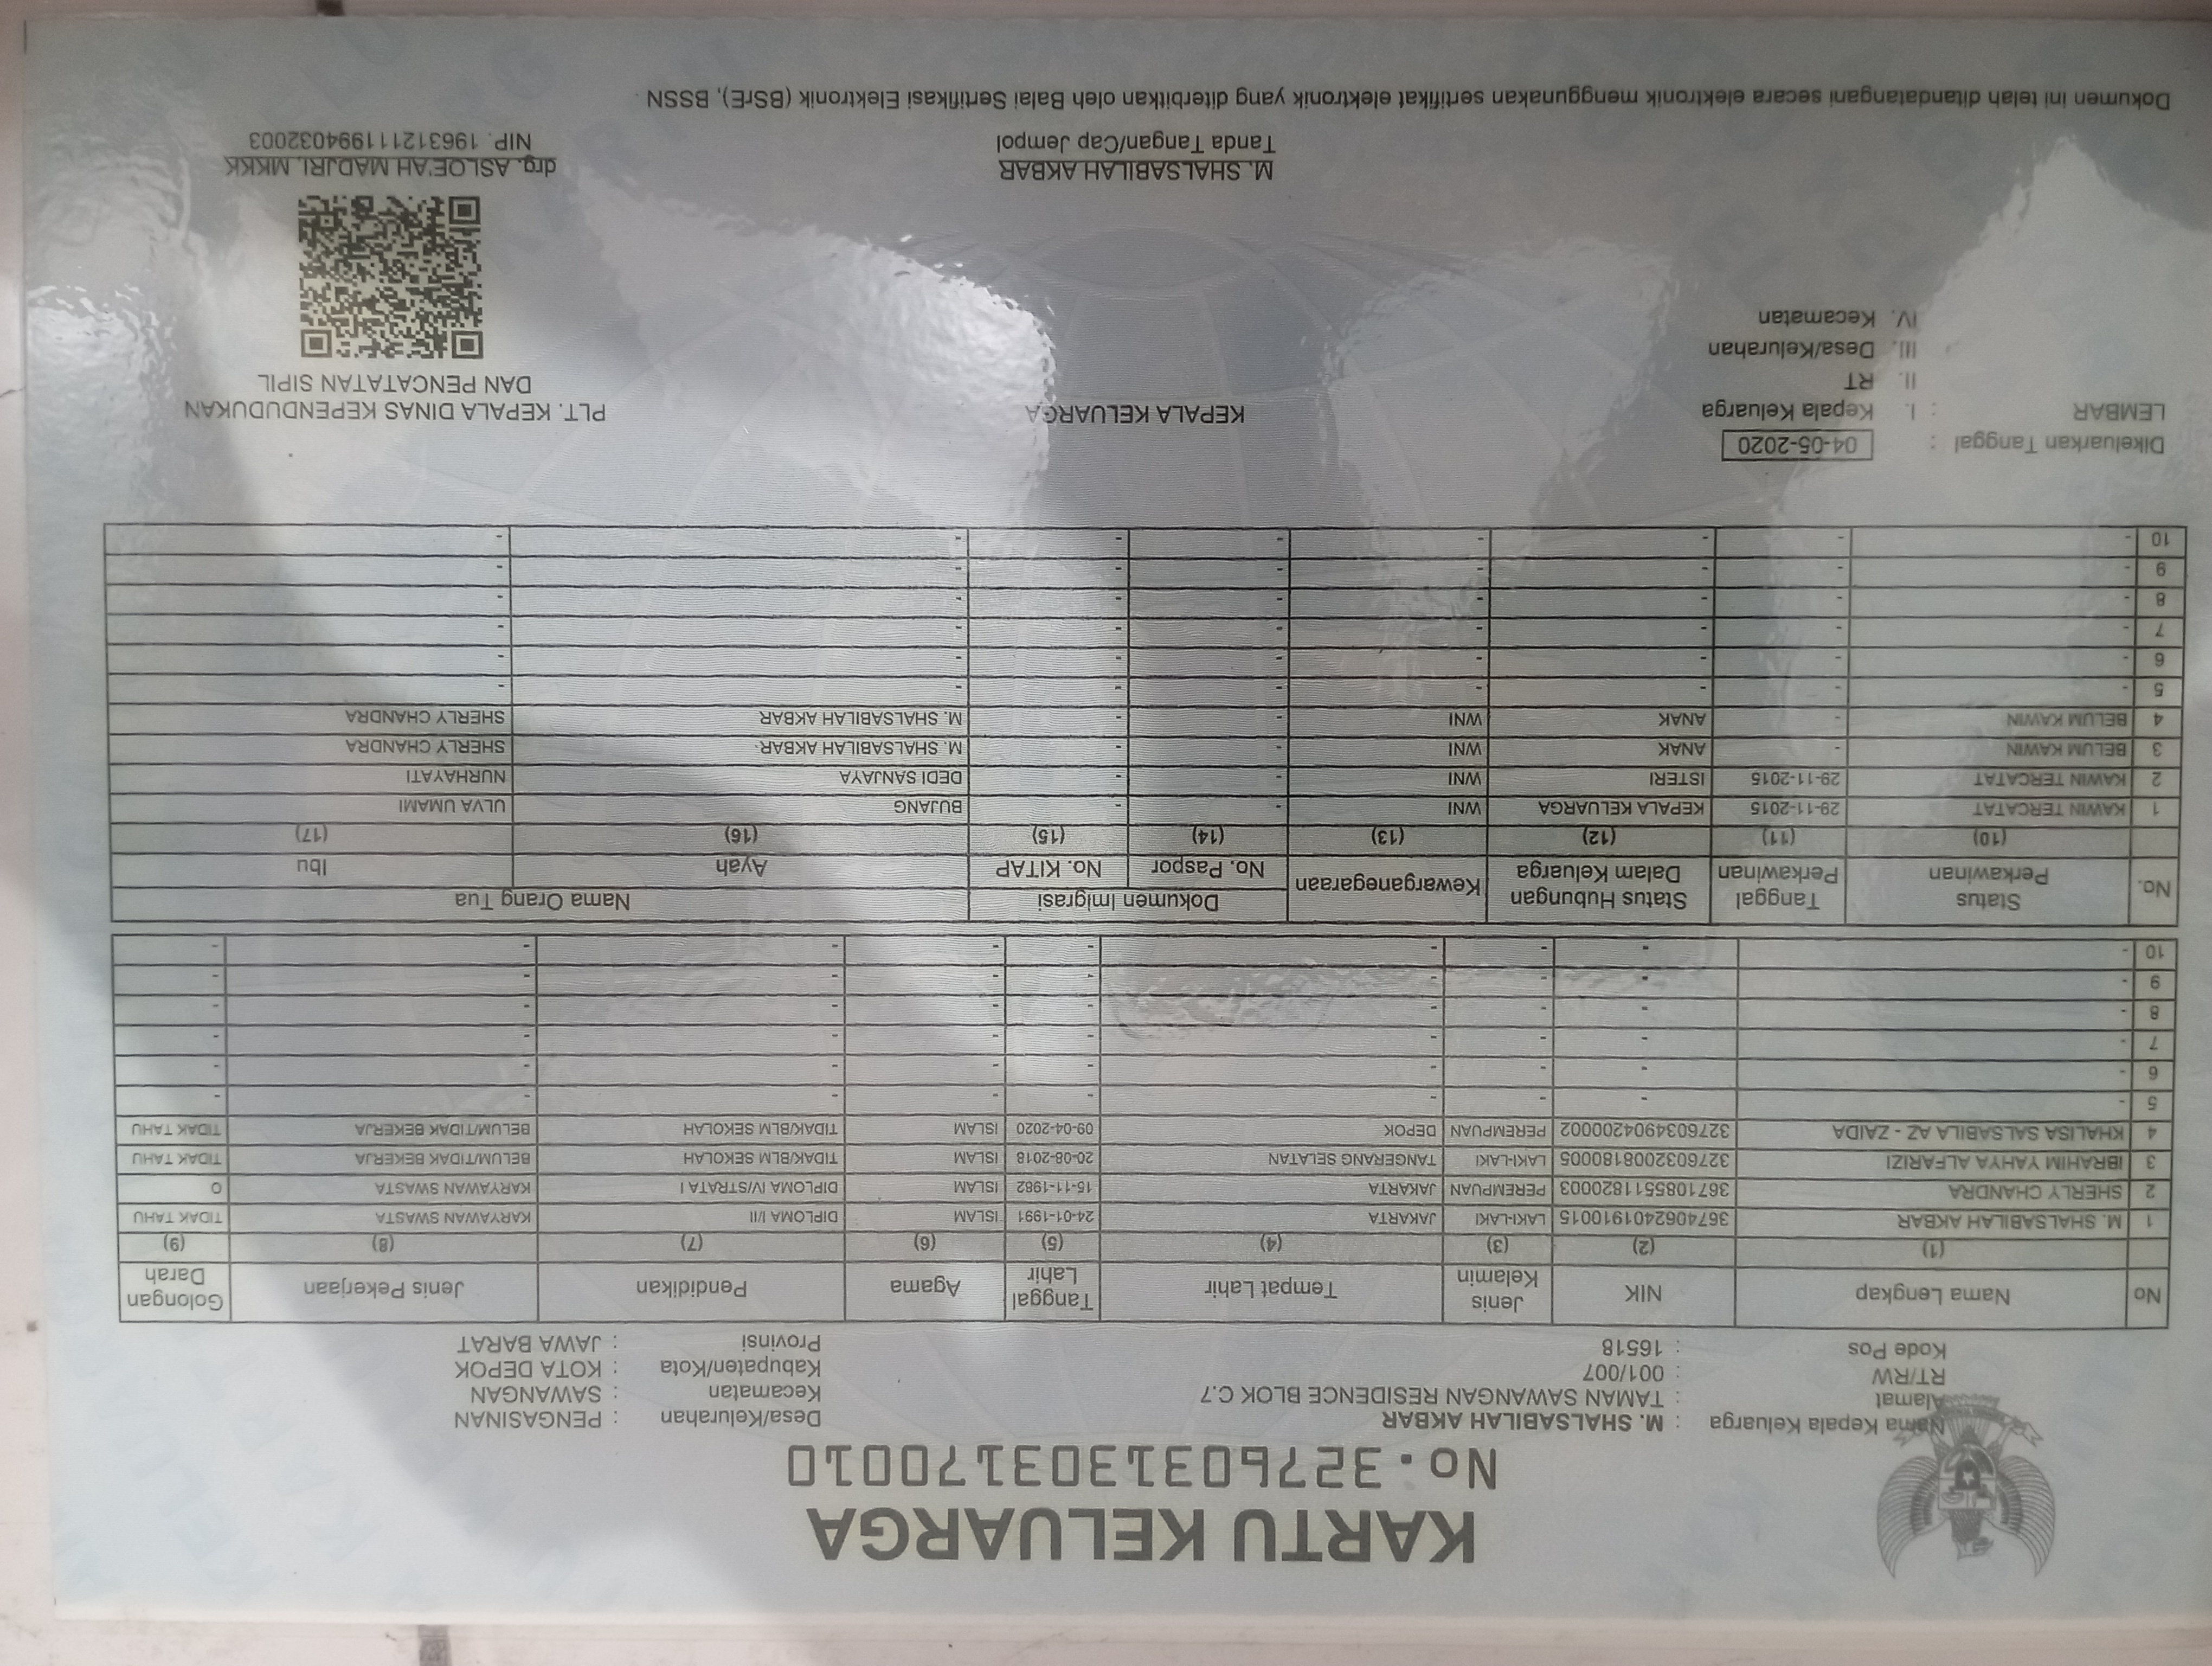 KARTU KELUARGA
No. 3276031303170010
Nama Kepala Keluarga : M. SHALSABILAH AKBAR
Alamat : TAMAN SAWANGAN RESIDENCE BLOK C.7
RT/RW : 001/007
Kode Pos : 16518
Desa/Kelurahan : PENGASINAN
Kecamatan : SAWANGAN
Kabupaten/Kota : KOTA DEPOK
Provinsi : JAWA BARAT
No Nama Lengkap NIK Jenis Kelamin Tempat Lahir Tanggal Lahir Agama Pendidikan Jenis Pekerjaan Golongan Darah
(1) (2) (3) (4) (5) (6) (7) (8) (9)
1 M. SHALSABILAH AKBAR 3674062401910015 LAKI-LAKI JAKARTA 24-01-1991 ISLAM DIPLOMA I/II KARYAWAN SWASTA TIDAK TAHU
2 SHERLY CHANDRA 3671085511820003 PEREMPUAN JAKARTA 15-11-1982 ISLAM DIPLOMA IV/STRATA I KARYAWAN SWASTA O
3 IBRAHIM YAHYA ALFARIZI 3276032008180005 LAKI-LAKI TANGERANG SELATAN 20-08-2018 ISLAM TIDAK/BLM SEKOLAH BELUM/TIDAK BEKERJA TIDAK TAHU
4 KHALISA SALSABILA AZ - ZAIDA 3276034904200002 PEREMPUAN DEPOK 09-04-2020 ISLAM TIDAK/BLM SEKOLAH BELUM/TIDAK BEKERJA TIDAK TAHU
5 - - - - - - - - -
6 - - - - - - - - -
7 - - - - - - - - -
8 - - - - - - - - -
9 - - - - - - - - -
10 - - - - - - - - -
No. Status Perkawinan Tanggal Perkawinan Status Hubungan Dalam Keluarga Kewarganegaraan Dokumen Imigrasi Nama Orang Tua
No. Paspor No. KITAP Ayah Ibu
(10) (11) (12) (13) (14) (15) (16) (17)
1 KAWIN TERCATAT 29-11-2015 KEPALA KELUARGA WNI - - BUJANG ULVA UMAMI
2 KAWIN TERCATAT 29-11-2015 ISTERI WNI - - DEDI SANJAYA NURHAYATI
3 BELUM KAWIN - ANAK WNI - - M. SHALSABILAH AKBAR SHERLY CHANDRA
4 BELUM KAWIN - ANAK WNI - - M. SHALSABILAH AKBAR SHERLY CHANDRA
5 - - - - - - - -
6 - - - - - - - -
7 - - - - - - - -
8 - - - - - - - -
9 - - - - - - - -
10 - - - - - - - -
Dikeluarkan Tanggal : 04-05-2020
LEMBAR : I. Kepala Keluarga
II. RT
III. Desa/Kelurahan
IV. Kecamatan
KEPALA KELUARGA
M. SHALSABILAH AKBAR
Tanda Tangan/Cap Jempol
PLT. KEPALA DINAS KEPENDUDUKAN
DAN PENCATATAN SIPIL
drg. ASLOE'AH MADJRI, MKKK
NIP. 196312111994032003
Dokumen ini telah ditandatangani secara elektronik menggunakan sertifikat elektronik yang diterbitkan oleh Balai Sertifikasi Elektronik (BSrE), BSSN